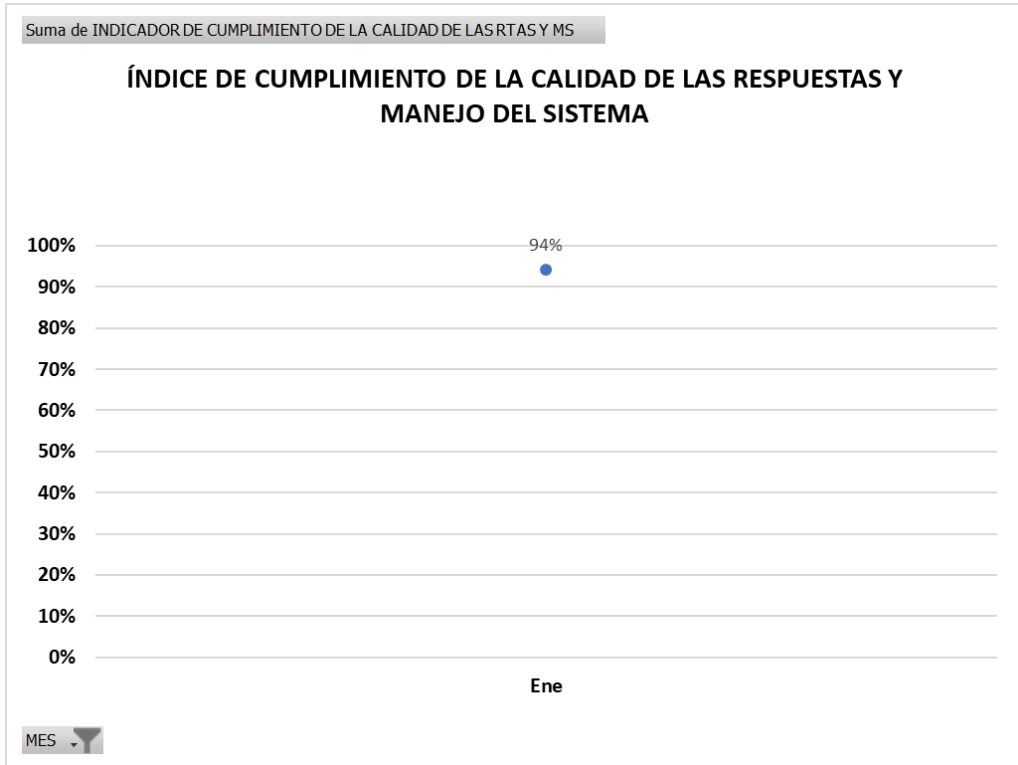 Suma de INDICADOR DE CUMPLIMIENTO DE LA CALIDAD DE LAS RTAS Y MS
ÍNDICE DE CUMPLIMIENTO DE LA CALIDAD DE LAS RESPUESTAS Y
MANEJO DEL SISTEMA
100%
94%
90%
80%
70%
60%
50%
40%
30%
20%
10%
0%
Ene
MES